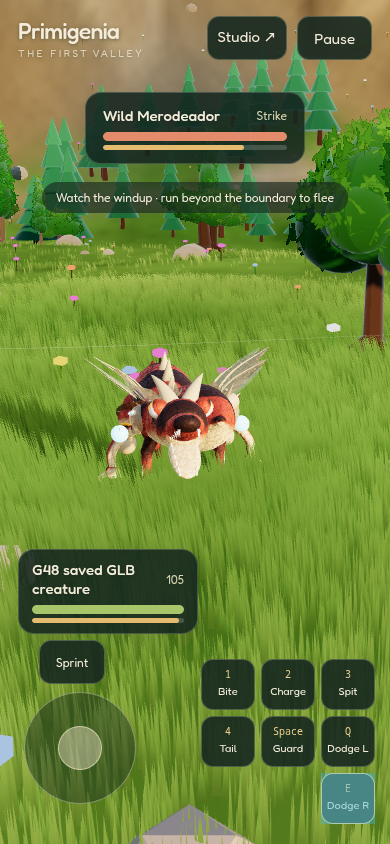 Primigenia
THE FIRST VALLEY
Studio ↗
Pause
Wild Merodeador
Strike
Watch the windup · run beyond the boundary to flee
G48 saved GLB
creature
105
Sprint
1
Bite
2
Charge
3
Spit
4
Tail
Space
Guard
Q
Dodge L
E
Dodge R